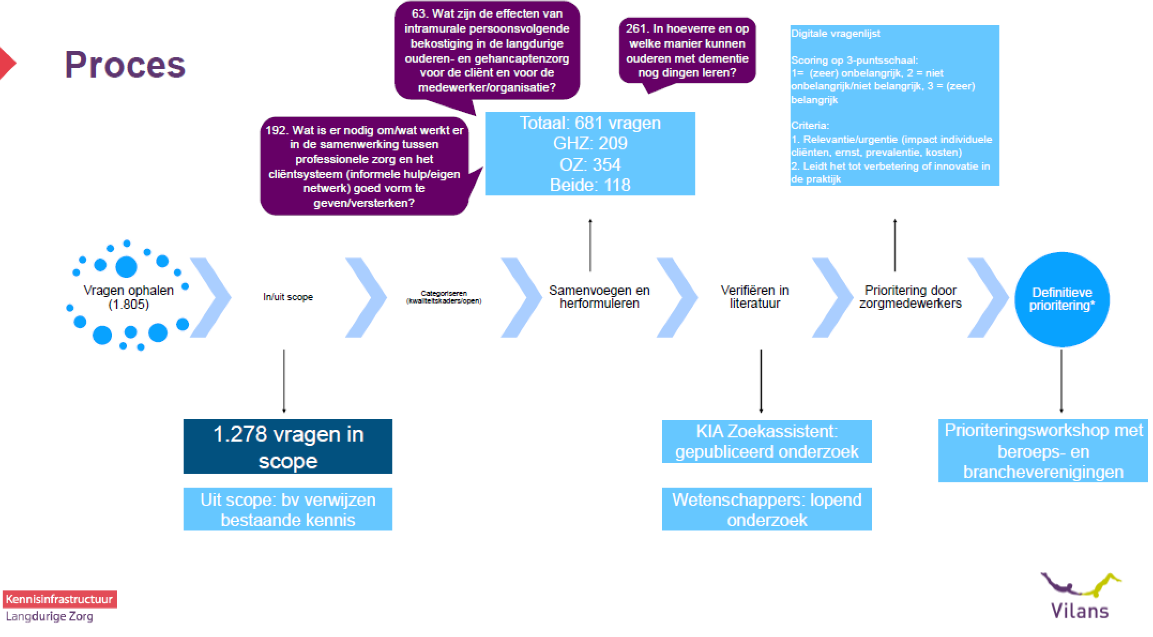 Proces
63. Wat zijn de effecten van
intramurale persoonsvolgende
bekostiging in de langdurige
ouderen- en gehancaptenzorg
voor de cliënt en voor de
medewerker/organisatie?
261. In hoeverre en op
welke manier kunnen
ouderen met dementie
nog dingen leren?
Digitale vragenlijst
Scoring op 3-puntsschaal:
1= (zeer) onbelangrijk, 2 = niet
onbelangrijk/niet belangrijk, 3 = (zeer)
belangrijk
Criteria:
1. Relevantie/urgentie (impact individuele
cliënten, ernst, prevalentie, kosten)
2. Leidt het tot verbetering of innovatie in
de praktijk
192. Wat is er nodig om/wat werkt er
in de samenwerking tussen
professionele zorg en het
cliëntsysteem (informele hulp/eigen
netwerk) goed vorm te
geven/versterken?
Totaal: 681 vragen
GHZ: 209
OZ: 354
Beide: 118
Vragen ophalen
(1.805)
In/uit scope
Categoriseren
(kwaliteitskaders/open)
Samenvoegen en
herformuleren
Verifiëren in
literatuur
Prioritering door
zorgmedewerkers
Definitieve
prioritering*
1.278 vragen in
scope
Uit scope: bv verwijzen
bestaande kennis
KIA Zoekassistent:
gepubliceerd onderzoek
Wetenschappers: lopend
onderzoek
Prioriteringsworkshop met
beroeps- en
brancheverenigingen
Kennisinfrastructuur
Langdurige Zorg
Vilans